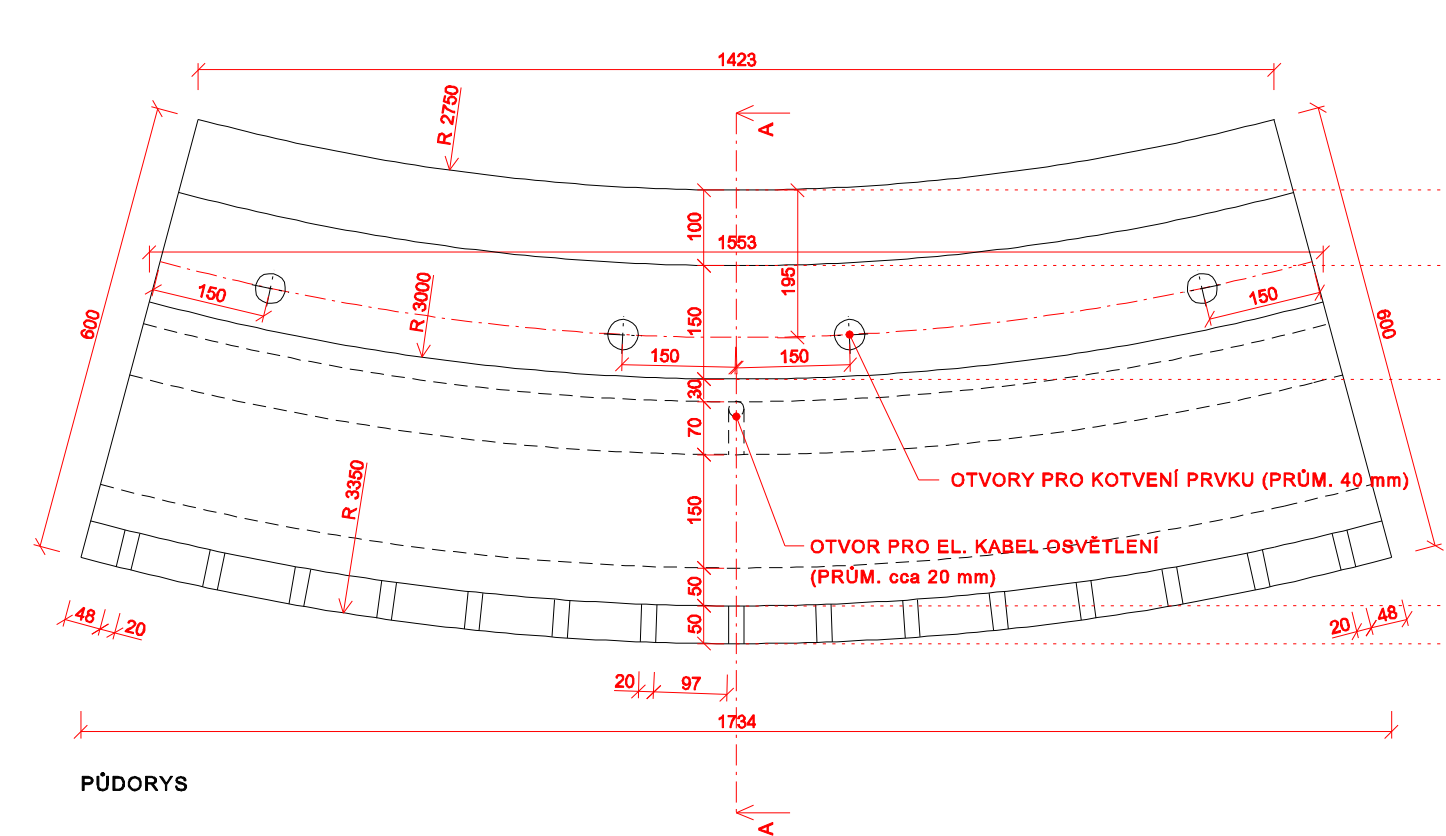 1423
R 2750
A
600
100
1553
195
150
R 3000
150
150
600
150
150
30
70
R 3350
150
OTVORY PRO KOTVENÍ PRVKU (PRŮM. 40 mm)
OTVOR PRO EL. KABEL OSVĚTLENÍ
(PRŮM. cca 20 mm)
50
50
48
20
20
48
20
97
1734
PŮDORYS
A